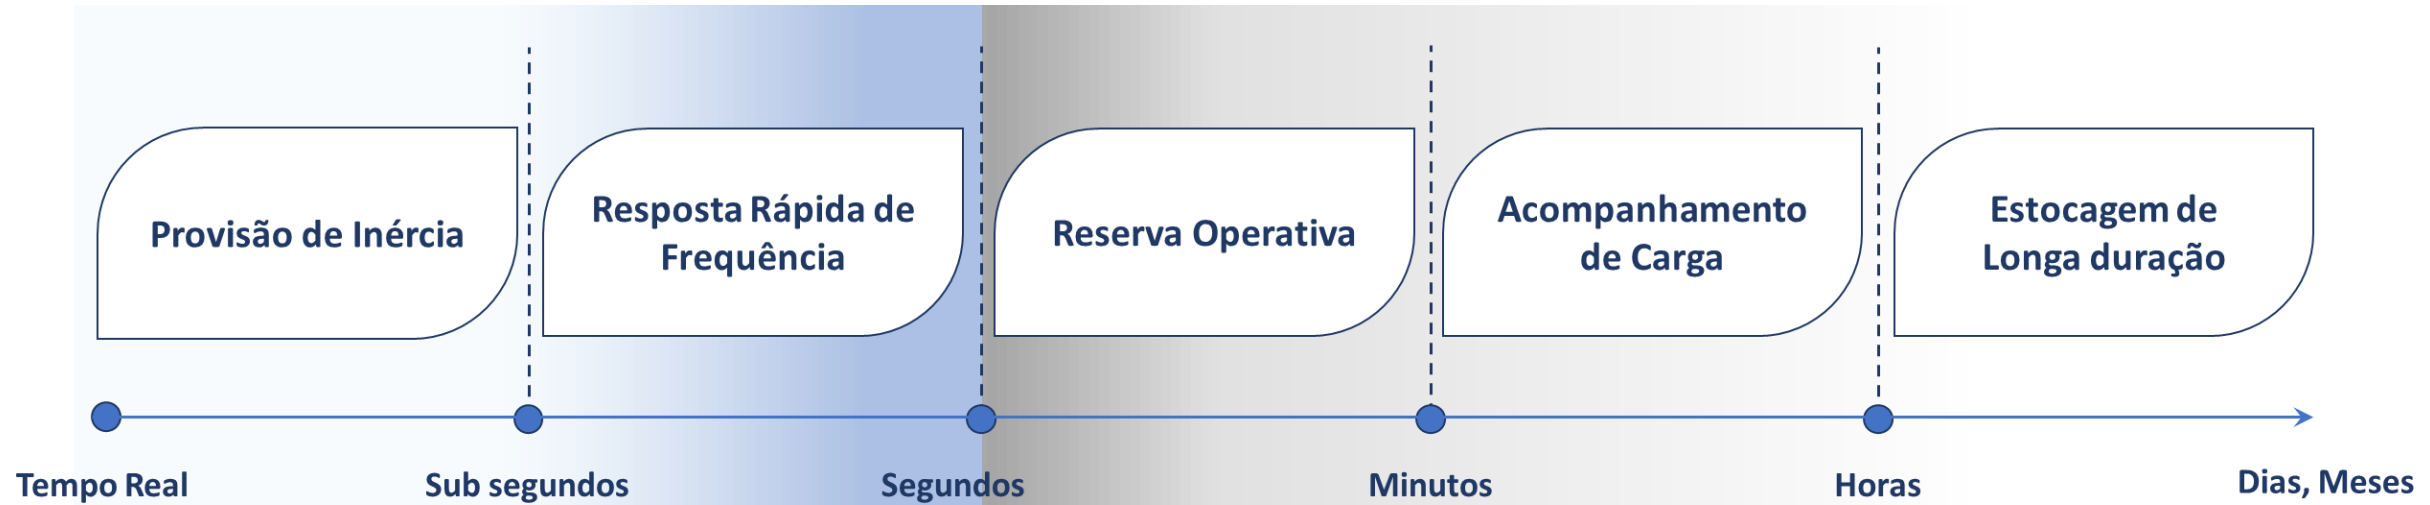 Provisão de Inércia
Resposta Rápida de
Frequência
Reserva Operativa
Acompanhamento
de Carga
Estocagem de
Longa duração
Tempo Real
Sub segundos
Segundos
Minutos
Horas
Dias, Meses